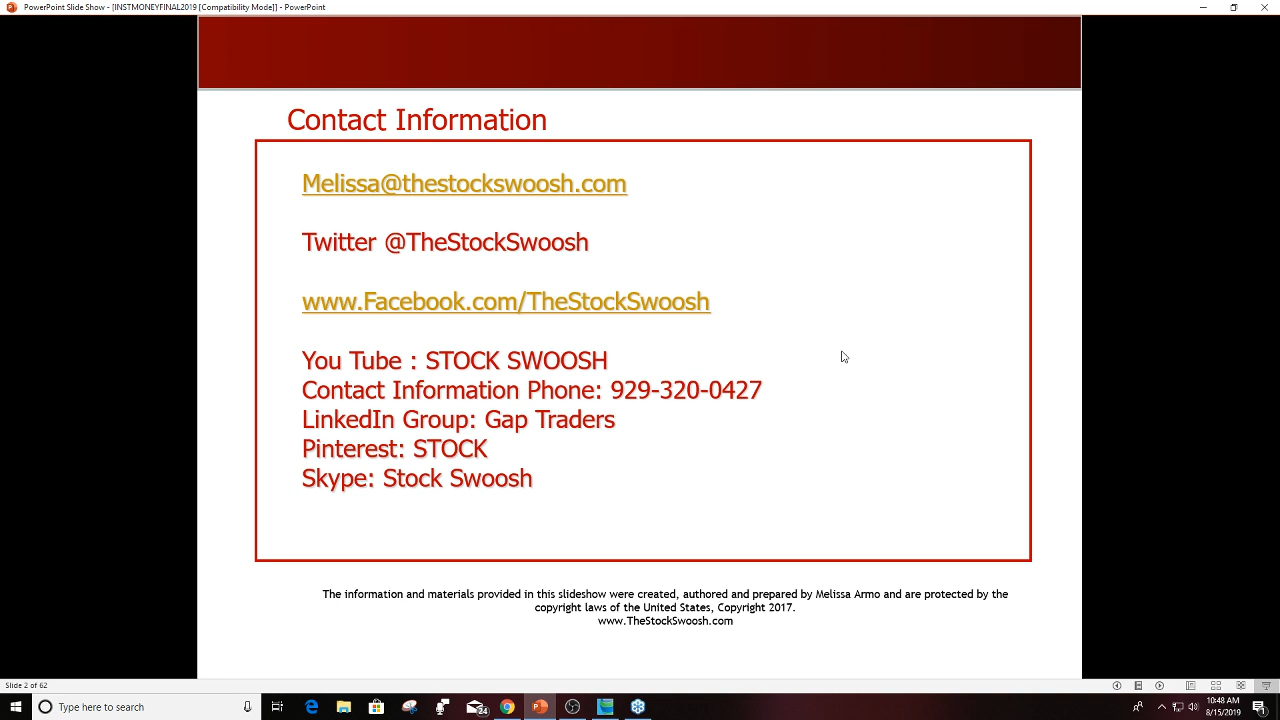 PowerPoint Slide Show - [INSTMONEYFINAL2019 [Compatibility Mode]] - PowerPoint
Contact Information
Melissa@thestockswoosh.com
Twitter @TheStockSwoosh
www.Facebook.com/TheStockSwoosh
You Tube : STOCK SWOOSH
Contact Information Phone: 929-320-0427
LinkedIn Group: Gap Traders
Pinterest: STOCK
Skype: Stock Swoosh
The information and materials provided in this slideshow were created, authored and prepared by Melissa Armo and are protected by the
copyright laws of the United States, Copyright 2017.
www.TheStockSwoosh.com
Slide 2 of 62
Type here to search
24
10:48 AM
8/15/2019
1